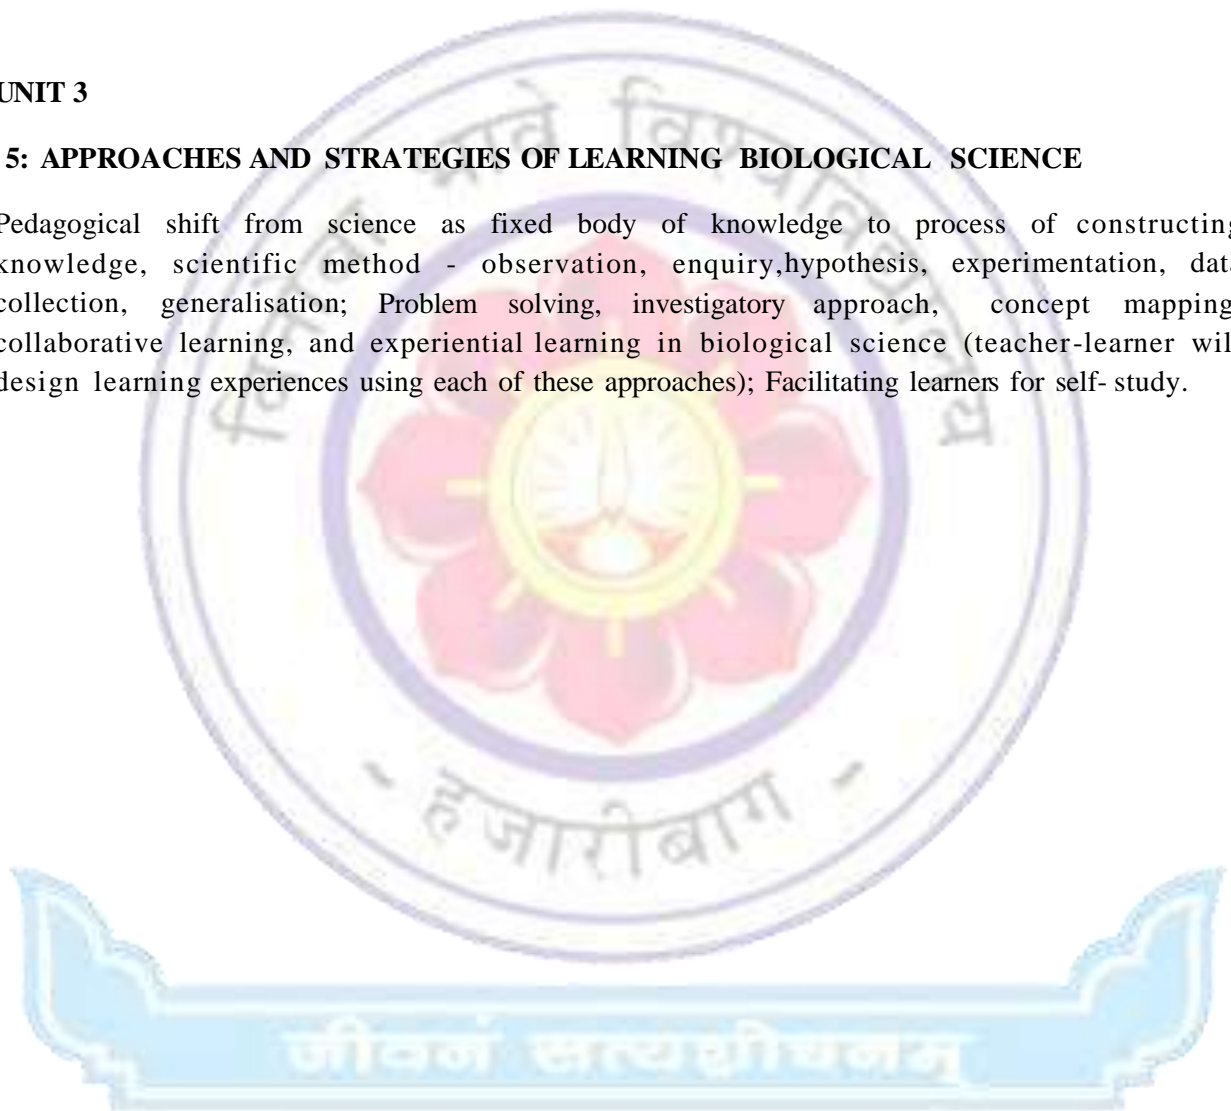 UNIT 3
5: APPROACHES AND STRATEGIES OF LEARNING BIOLOGICAL SCIENCE
Pedagogical shift from science as fixed body of knowledge to process of constructing
knowledge, scientific method - observation, enquiry,hypothesis, experimentation, data
collection, generalisation; Problem solving, investigatory approach, concept mapping
collaborative learning, and experiential learning in biological science (teacher-learner wil
design learning experiences using each of these approaches); Facilitating learners for self- study.
विनोबा भावे विश्वविद्यालय
- हजारीबाग -